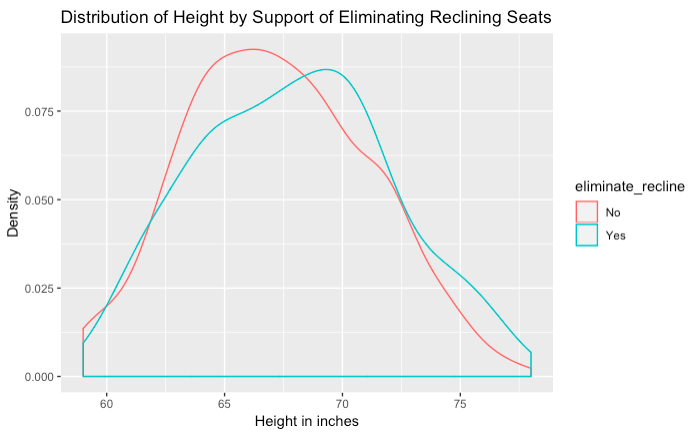 Distribution of Height by Support of Eliminating Reclining Seats
Density
0.075
0.050
0.025
0.000
60 65 70 75
Height in inches
eliminate_recline
No
Yes